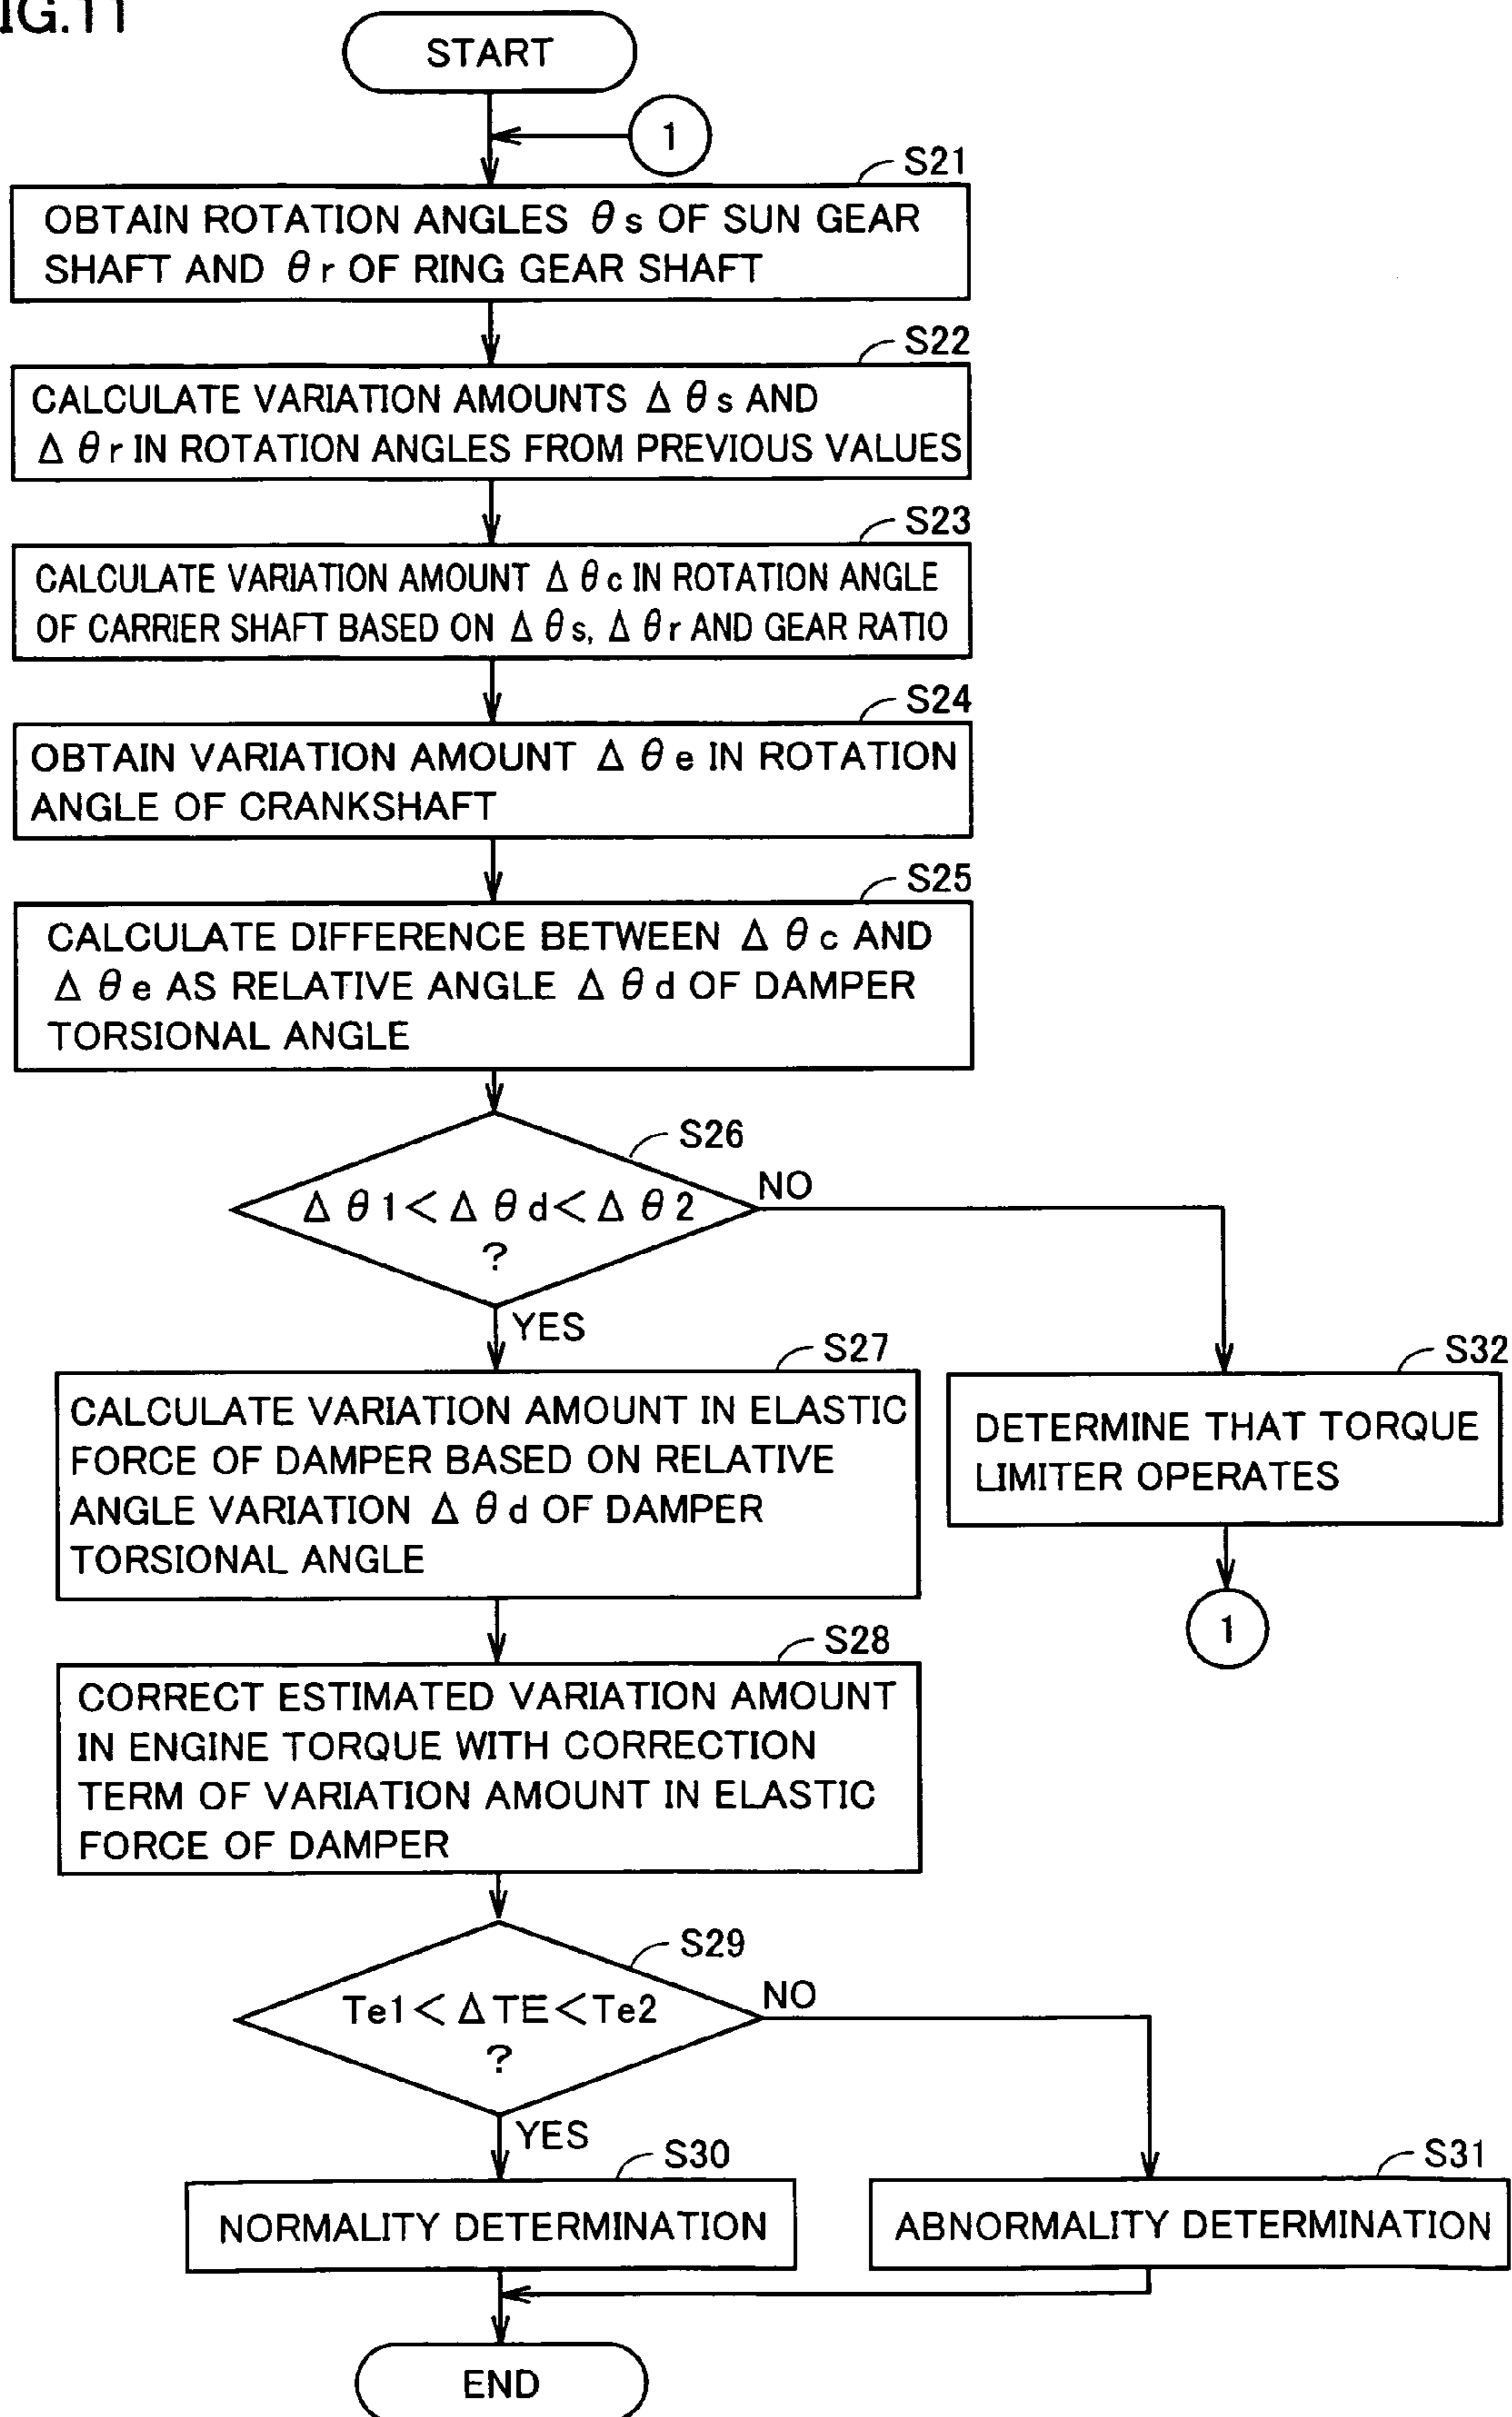 FIG.11
START
1
S21
OBTAIN ROTATION ANGLES θs OF SUN GEAR
SHAFT AND θr OF RING GEAR SHAFT
S22
CALCULATE VARIATION AMOUNTS Δθs AND
Δθr IN ROTATION ANGLES FROM PREVIOUS VALUES
S23
CALCULATE VARIATION AMOUNT Δθc IN ROTATION ANGLE
OF CARRIER SHAFT BASED ON Δθs, Δθr AND GEAR RATIO
S24
OBTAIN VARIATION AMOUNT Δθe IN ROTATION
ANGLE OF CRANKSHAFT
S25
CALCULATE DIFFERENCE BETWEEN Δθc AND
Δθe AS RELATIVE ANGLE Δθd OF DAMPER
TORSIONAL ANGLE
S26
Δθ1<Δθd<Δθ2
?
NO
YES
S27
CALCULATE VARIATION AMOUNT IN ELASTIC
FORCE OF DAMPER BASED ON RELATIVE
ANGLE VARIATION Δθd OF DAMPER
TORSIONAL ANGLE
S32
DETERMINE THAT TORQUE
LIMITER OPERATES
1
S28
CORRECT ESTIMATED VARIATION AMOUNT
IN ENGINE TORQUE WITH CORRECTION
TERM OF VARIATION AMOUNT IN ELASTIC
FORCE OF DAMPER
S29
Te1<ΔTE<Te2
?
NO
YES
S30
NORMALITY DETERMINATION
S31
ABNORMALITY DETERMINATION
END